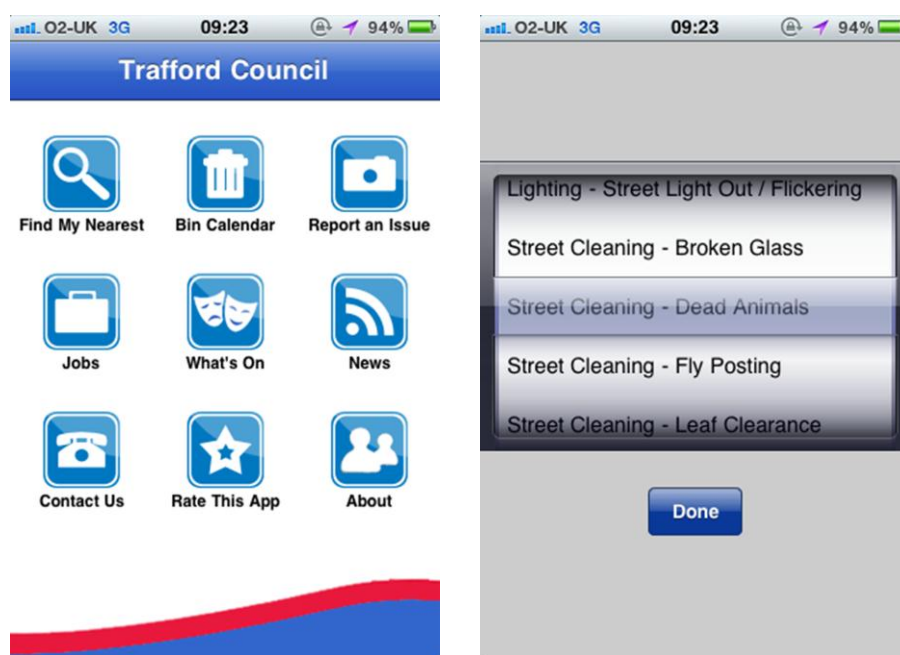 O2-UK 3G 09:23 94%
Trafford Council
Find My Nearest Bin Calendar Report an Issue
Jobs What's On News
Contact Us Rate This App About
O2-UK 3G 09:23 94%
Lighting - Street Light Out / Flickering
Street Cleaning - Broken Glass
Street Cleaning - Dead Animals
Street Cleaning - Fly Posting
Street Cleaning - Leaf Clearance
Done